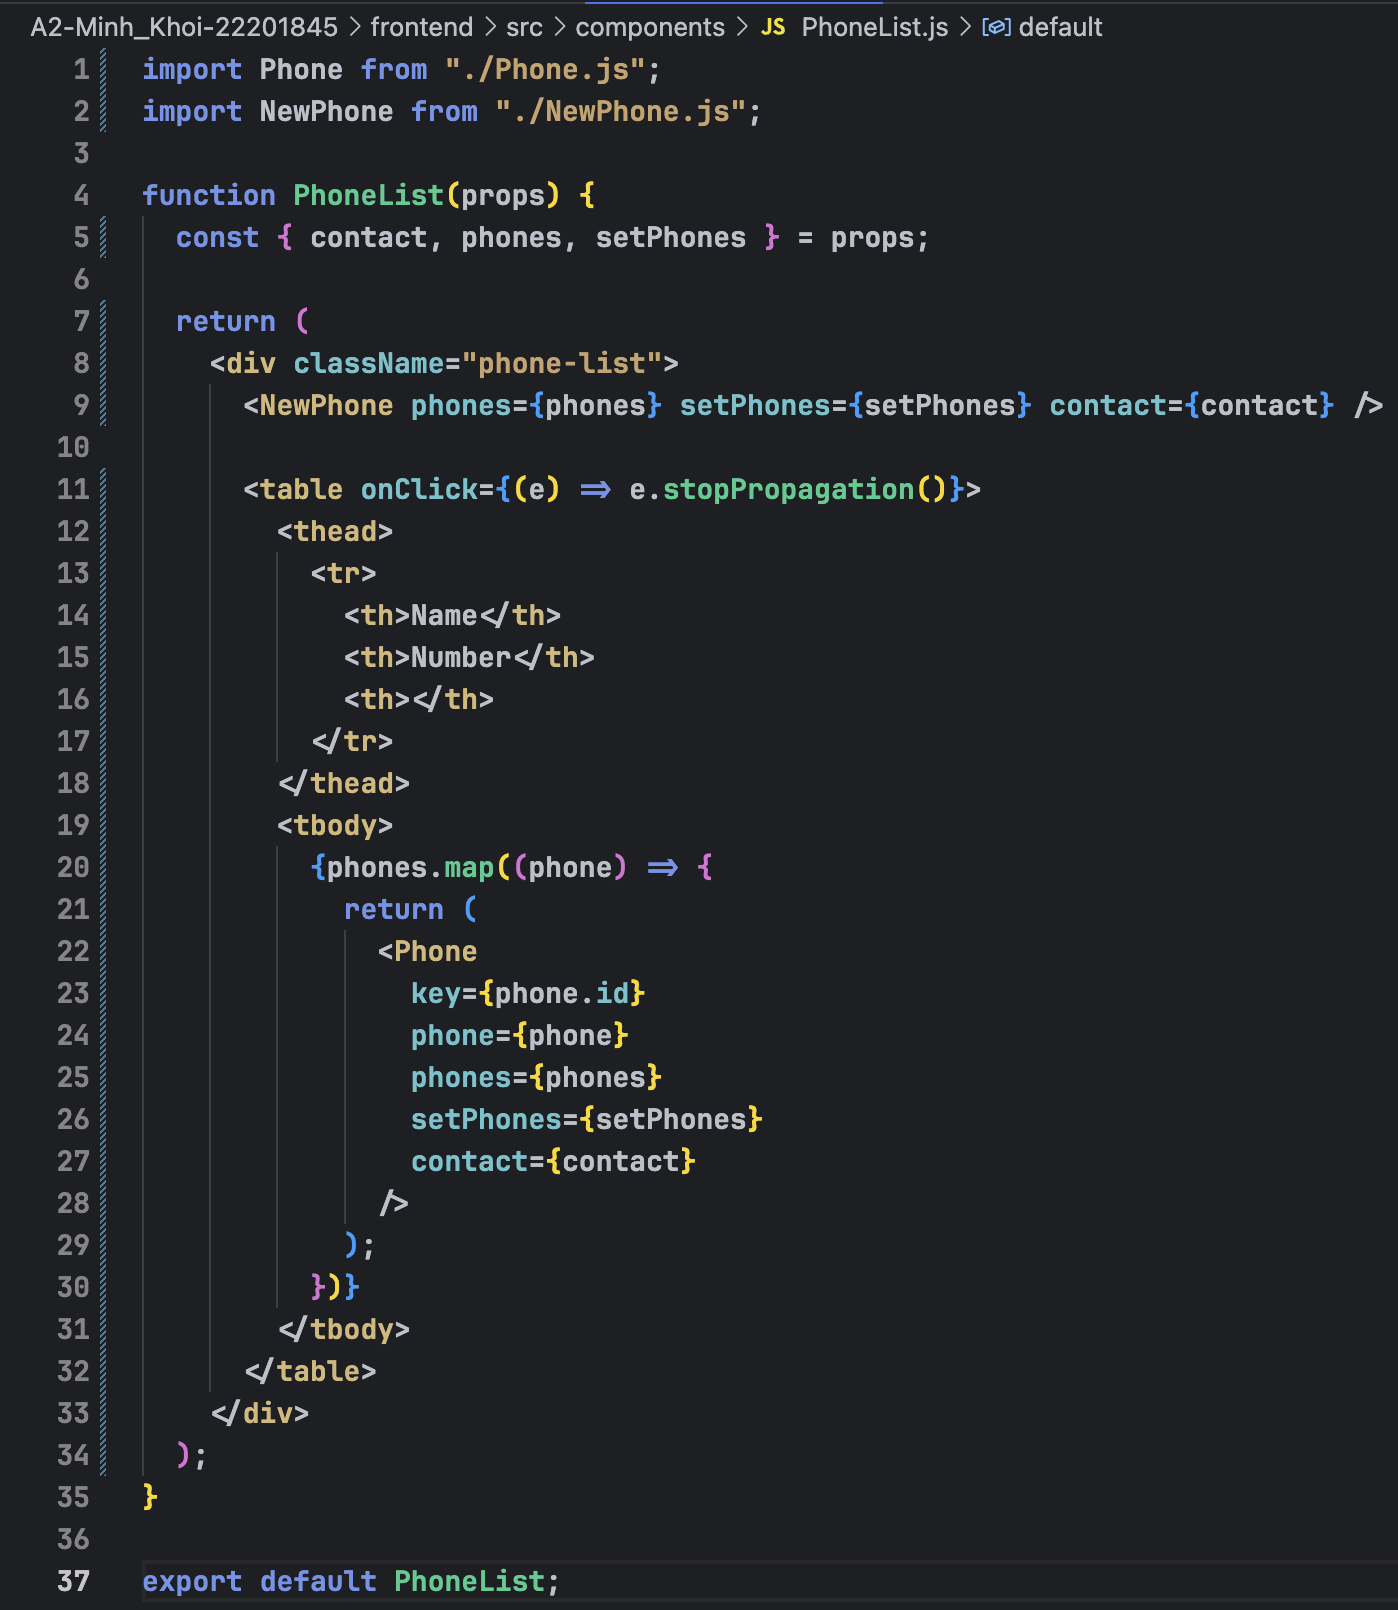 A2-Minh_Khoi-22201845 > frontend > src > components > JS PhoneList.js > default
1 import Phone from "./Phone.js";
2 import NewPhone from "./NewPhone.js";
3
4 function PhoneList(props) {
5   const { contact, phones, setPhones } = props;
6
7   return (
8     <div className="phone-list">
9       <NewPhone phones={phones} setPhones={setPhones} contact={contact} />
10
11       <table onClick={(e) => e.stopPropagation()}>
12         <thead>
13           <tr>
14             <th>Name</th>
15             <th>Number</th>
16             <th></th>
17           </tr>
18         </thead>
19         <tbody>
20           {phones.map((phone) => {
21             return (
22               <Phone
23                 key={phone.id}
24                 phone={phone}
25                 phones={phones}
26                 setPhones={setPhones}
27                 contact={contact}
28               />
29             );
30           })}
31         </tbody>
32       </table>
33     </div>
34   );
35 }
36
37 export default PhoneList;